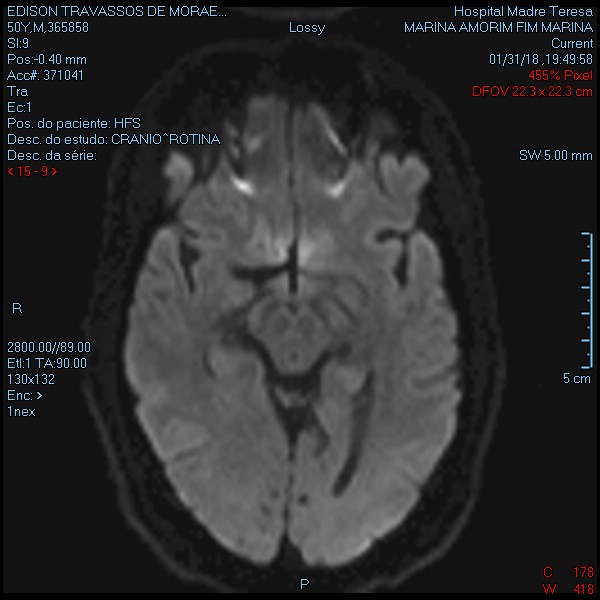 EDISON TRAVASSOS DE MORAE...
50Y,M,365858
Sl:9
Pos:-0.40 mm
Acc#: 371041
Tra
Ec:1
Pos. do paciente: HFS
Desc. do estudo: CRANIO^ROTINA
Desc. da série:
< 15 - 9 >
Lossy
Hospital Madre Teresa
MARINA AMORIM FIM MARINA
Current
01/31/18 ,19:49:58
455% Pixel
DFOV 22.3 x 22.3 cm
SW 5.00 mm
R
5 cm
2800.00//89.00
Etl:1 TA:90.00
130x132
Enc: >
1nex
P
C 178
W 418